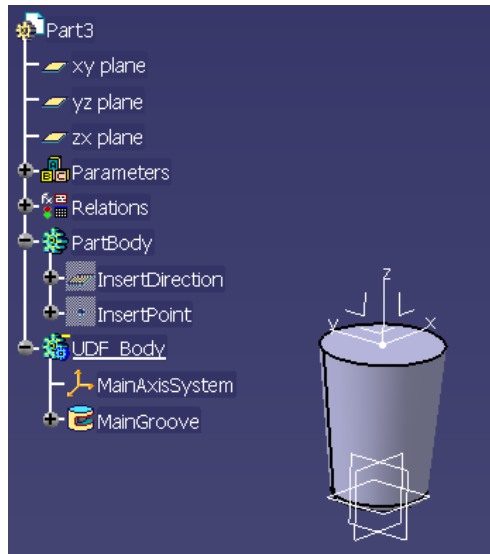 Part3
xy plane
yz plane
zx plane
Parameters
Relations
PartBody
InsertDirection
InsertPoint
UDF_Body
MainAxisSystem
MainGroove
z
y
x